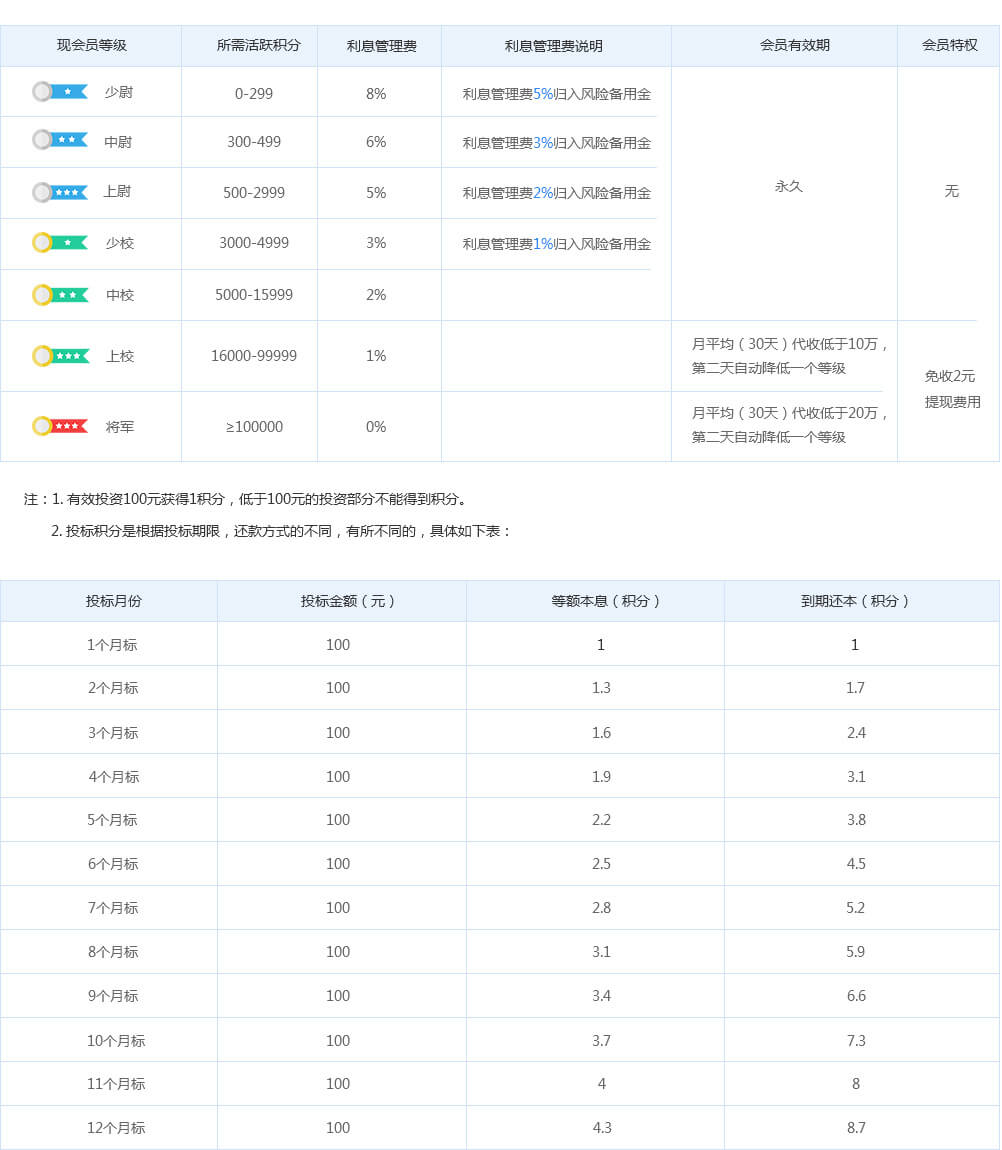 现会员等级 所需活跃积分 利息管理费 利息管理费说明 会员有效期 会员特权
少尉 0-299 8% 利息管理费5%归入风险备用金
中尉 300-499 6% 利息管理费3%归入风险备用金
上尉 500-2999 5% 利息管理费2%归入风险备用金
永久 无
少校 3000-4999 3% 利息管理费1%归入风险备用金
中校 5000-15999 2%
上校 16000-99999 1%
月平均（30天）代收低于10万，
第二天自动降低一个等级
免收2元
提现费用
将军 ≥100000 0%
月平均（30天）代收低于20万，
第二天自动降低一个等级
注：1. 有效投资100元获得1积分，低于100元的投资部分不能得到积分。
2. 投标积分是根据投标期限，还款方式的不同，有所不同的，具体如下表：
投标月份 投标金额（元） 等额本息（积分） 到期还本（积分）
1个月标 100 1 1
2个月标 100 1.3 1.7
3个月标 100 1.6 2.4
4个月标 100 1.9 3.1
5个月标 100 2.2 3.8
6个月标 100 2.5 4.5
7个月标 100 2.8 5.2
8个月标 100 3.1 5.9
9个月标 100 3.4 6.6
10个月标 100 3.7 7.3
11个月标 100 4 8
12个月标 100 4.3 8.7